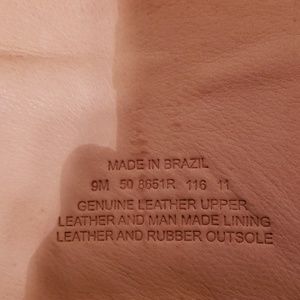 MADE IN BRAZIL
9M 50 8651R 116 11
GENUINE LEATHER UPPER
LEATHER AND MAN MADE LINING
LEATHER AND RUBBER OUTSOLE